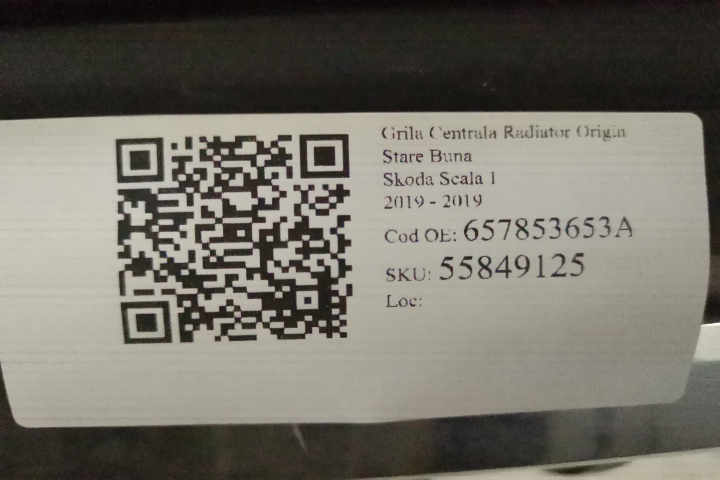 Grila Centrala Radiator Origin
Stare Buna
Skoda Scala 1
2019 - 2019
Cod OE: 657853653A
SKU: 55849125
Loc: